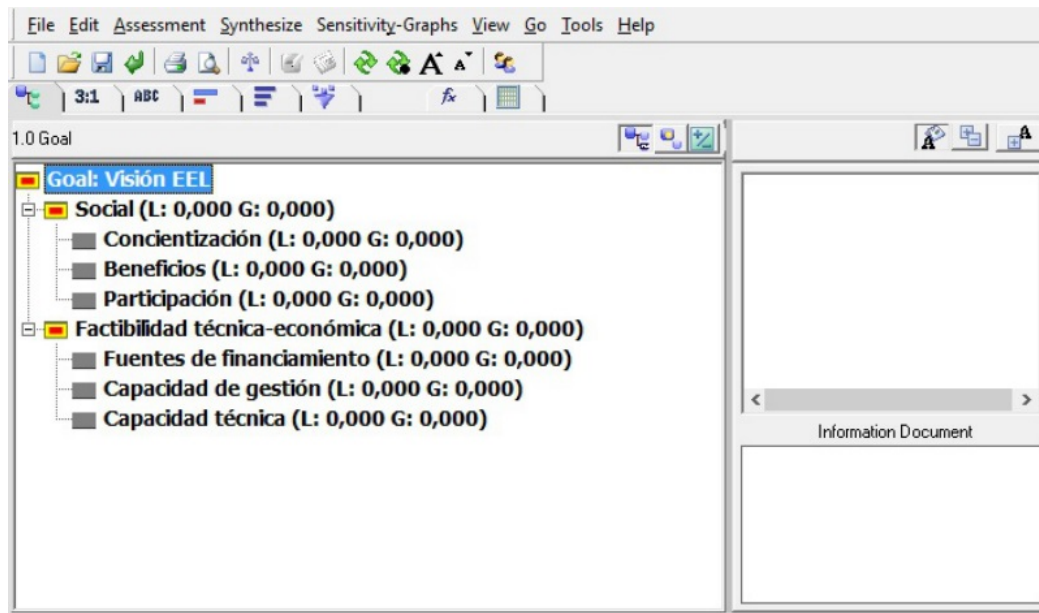 File Edit Assessment Synthesize Sensitivity-Graphs View Go Tools Help
A A
3:1 ABC fx
1.0 Goal
A A
Goal: Visión EEL
Social (L: 0,000 G: 0,000)
Concientización (L: 0,000 G: 0,000)
Beneficios (L: 0,000 G: 0,000)
Participación (L: 0,000 G: 0,000)
Factibilidad técnica-económica (L: 0,000 G: 0,000)
Fuentes de financiamiento (L: 0,000 G: 0,000)
Capacidad de gestión (L: 0,000 G: 0,000)
Capacidad técnica (L: 0,000 G: 0,000)
Information Document